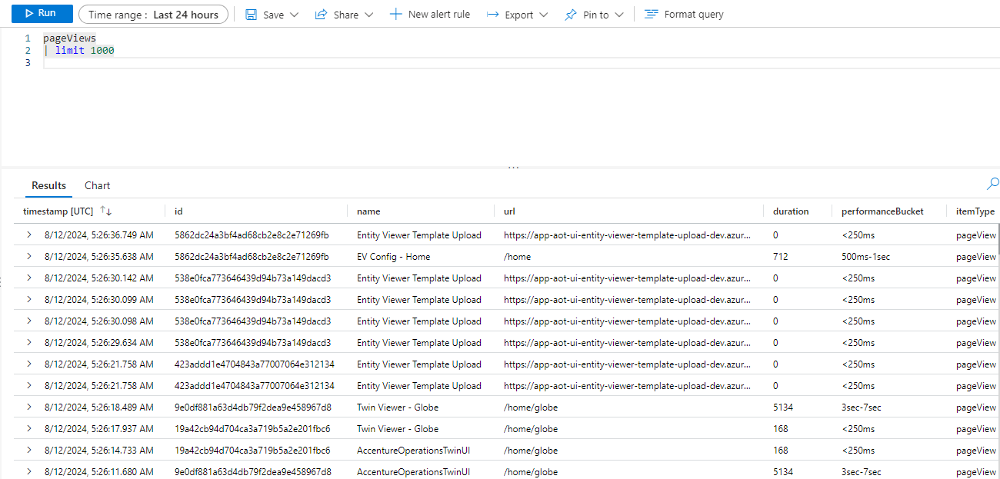 Run Time range : Last 24 hours Save Share New alert rule Export Pin to Format query
1 pageViews
2 | limit 1000
3
Results Chart
timestamp [UTC] id name url duration performanceBucket itemType
8/12/2024, 5:26:36.749 AM 5862dc24a3bf4ad68cb2e8c2e71269fb Entity Viewer Template Upload https://app-aot-ui-entity-viewer-template-upload-dev.azur... 0 <250ms pageView
8/12/2024, 5:26:35.638 AM 5862dc24a3bf4ad68cb2e8c2e71269fb EV Config - Home /home 712 500ms-1sec pageView
8/12/2024, 5:26:30.142 AM 538e0fca773646439d94b73a149dacd3 Entity Viewer Template Upload https://app-aot-ui-entity-viewer-template-upload-dev.azur... 0 <250ms pageView
8/12/2024, 5:26:30.099 AM 538e0fca773646439d94b73a149dacd3 Entity Viewer Template Upload https://app-aot-ui-entity-viewer-template-upload-dev.azur... 0 <250ms pageView
8/12/2024, 5:26:30.098 AM 538e0fca773646439d94b73a149dacd3 Entity Viewer Template Upload https://app-aot-ui-entity-viewer-template-upload-dev.azur... 0 <250ms pageView
8/12/2024, 5:26:29.634 AM 538e0fca773646439d94b73a149dacd3 Entity Viewer Template Upload https://app-aot-ui-entity-viewer-template-upload-dev.azur... 0 <250ms pageView
8/12/2024, 5:26:21.758 AM 423addd1e4704843a77007064e312134 Entity Viewer Template Upload https://app-aot-ui-entity-viewer-template-upload-dev.azur... 0 <250ms pageView
8/12/2024, 5:26:21.758 AM 423addd1e4704843a77007064e312134 Entity Viewer Template Upload https://app-aot-ui-entity-viewer-template-upload-dev.azur... 0 <250ms pageView
8/12/2024, 5:26:18.489 AM 9e0df881a63d4db79f2dea9e458967d8 Twin Viewer - Globe /home/globe 5134 3sec-7sec pageView
8/12/2024, 5:26:17.937 AM 19a42cb94d704ca3a719b5a2e201fbc6 Twin Viewer - Globe /home/globe 168 <250ms pageView
8/12/2024, 5:26:14.733 AM 19a42cb94d704ca3a719b5a2e201fbc6 AccentureOperationsTwinUI /home/globe 168 <250ms pageView
8/12/2024, 5:26:11.680 AM 9e0df881a63d4db79f2dea9e458967d8 AccentureOperationsTwinUI /home/globe 5134 3sec-7sec pageView